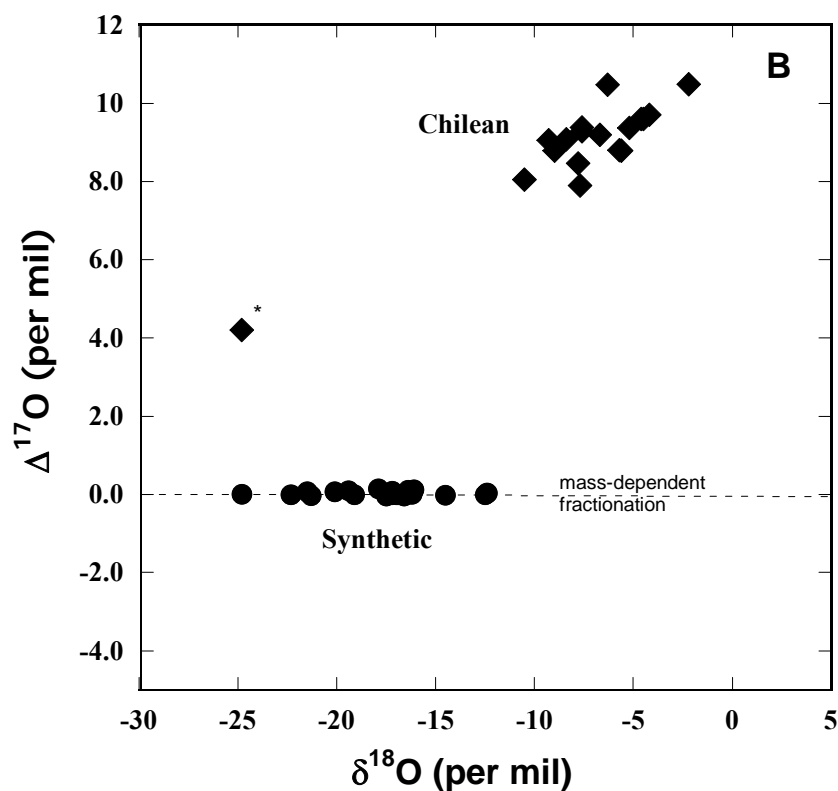 12
B
10
Chilean
8.0
Δ¹⁷O (per mil)
6.0
*
4.0
2.0
mass-dependent
fractionation
0.0
Synthetic
-2.0
-4.0
-30 -25 -20 -15 -10 -5 0 5
δ¹⁸O (per mil)